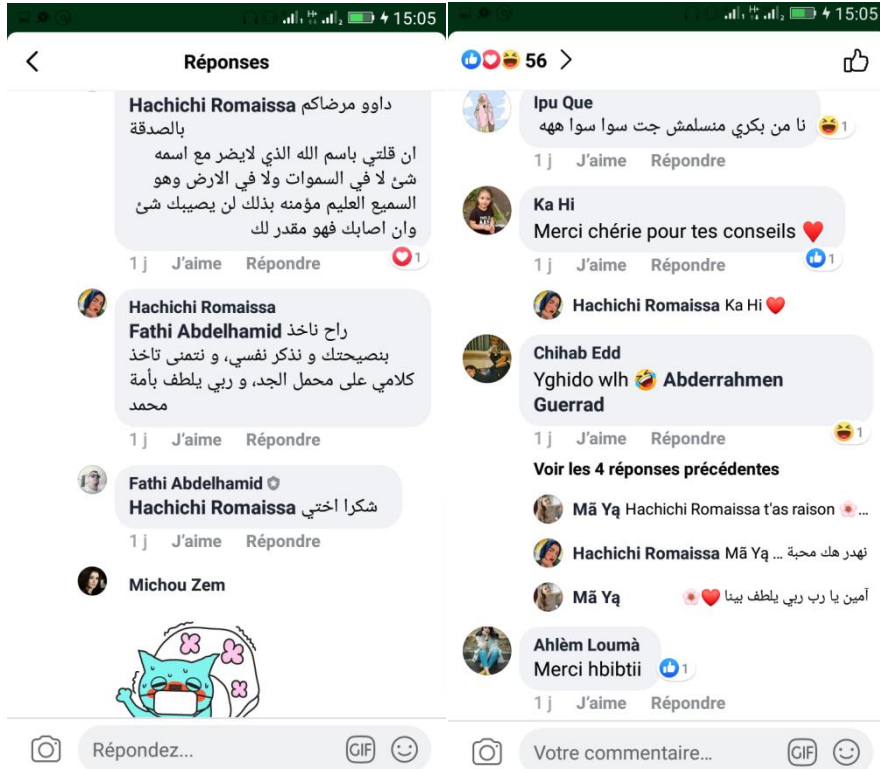 15:05
Réponses
Hachichi Romaissa داوو مرضاكم
بالصدقة
ان قلتي باسم الله الذي لايضر مع اسمه
شئ لا في السموات ولا في الارض وهو
السميع العليم مؤمنه بذلك لن يصيبك شئ
وان اصابك فهو مقدر لك
1 j J'aime Répondre 1
Hachichi Romaissa
Fathi Abdelhamid راح ناخذ
بنصيحتك و نذكر نفسي، و نتمنى تاخذ
كلامي على محمل الجد، و ربي يلطف بأمة
محمد
1 j J'aime Répondre
Fathi Abdelhamid
Hachichi Romaissa شكرا اختي
1 j J'aime Répondre
Michou Zem
Répondez...
GIF
15:05
56
Ipu Que
نا من بكري منسلمش جت سوا سوا ههه
1
1 j J'aime Répondre
Ka Hi
Merci chérie pour tes conseils
1 j J'aime Répondre 1
Hachichi Romaissa Ka Hi
Chihab Edd
Yghido wlh 🤣 Abderrahmen
Guerrad
1 j J'aime Répondre 1
Voir les 4 réponses précédentes
Mã Yą Hachichi Romaissa t'as raison 🌸...
Hachichi Romaissa Mã Yą ... نهدر هك محبة
Mã Yą آمين يا رب ربي يلطف بينا
Ahlèm Loumà
Merci hbibtii 1
1 j J'aime Répondre
Votre commentaire...
GIF